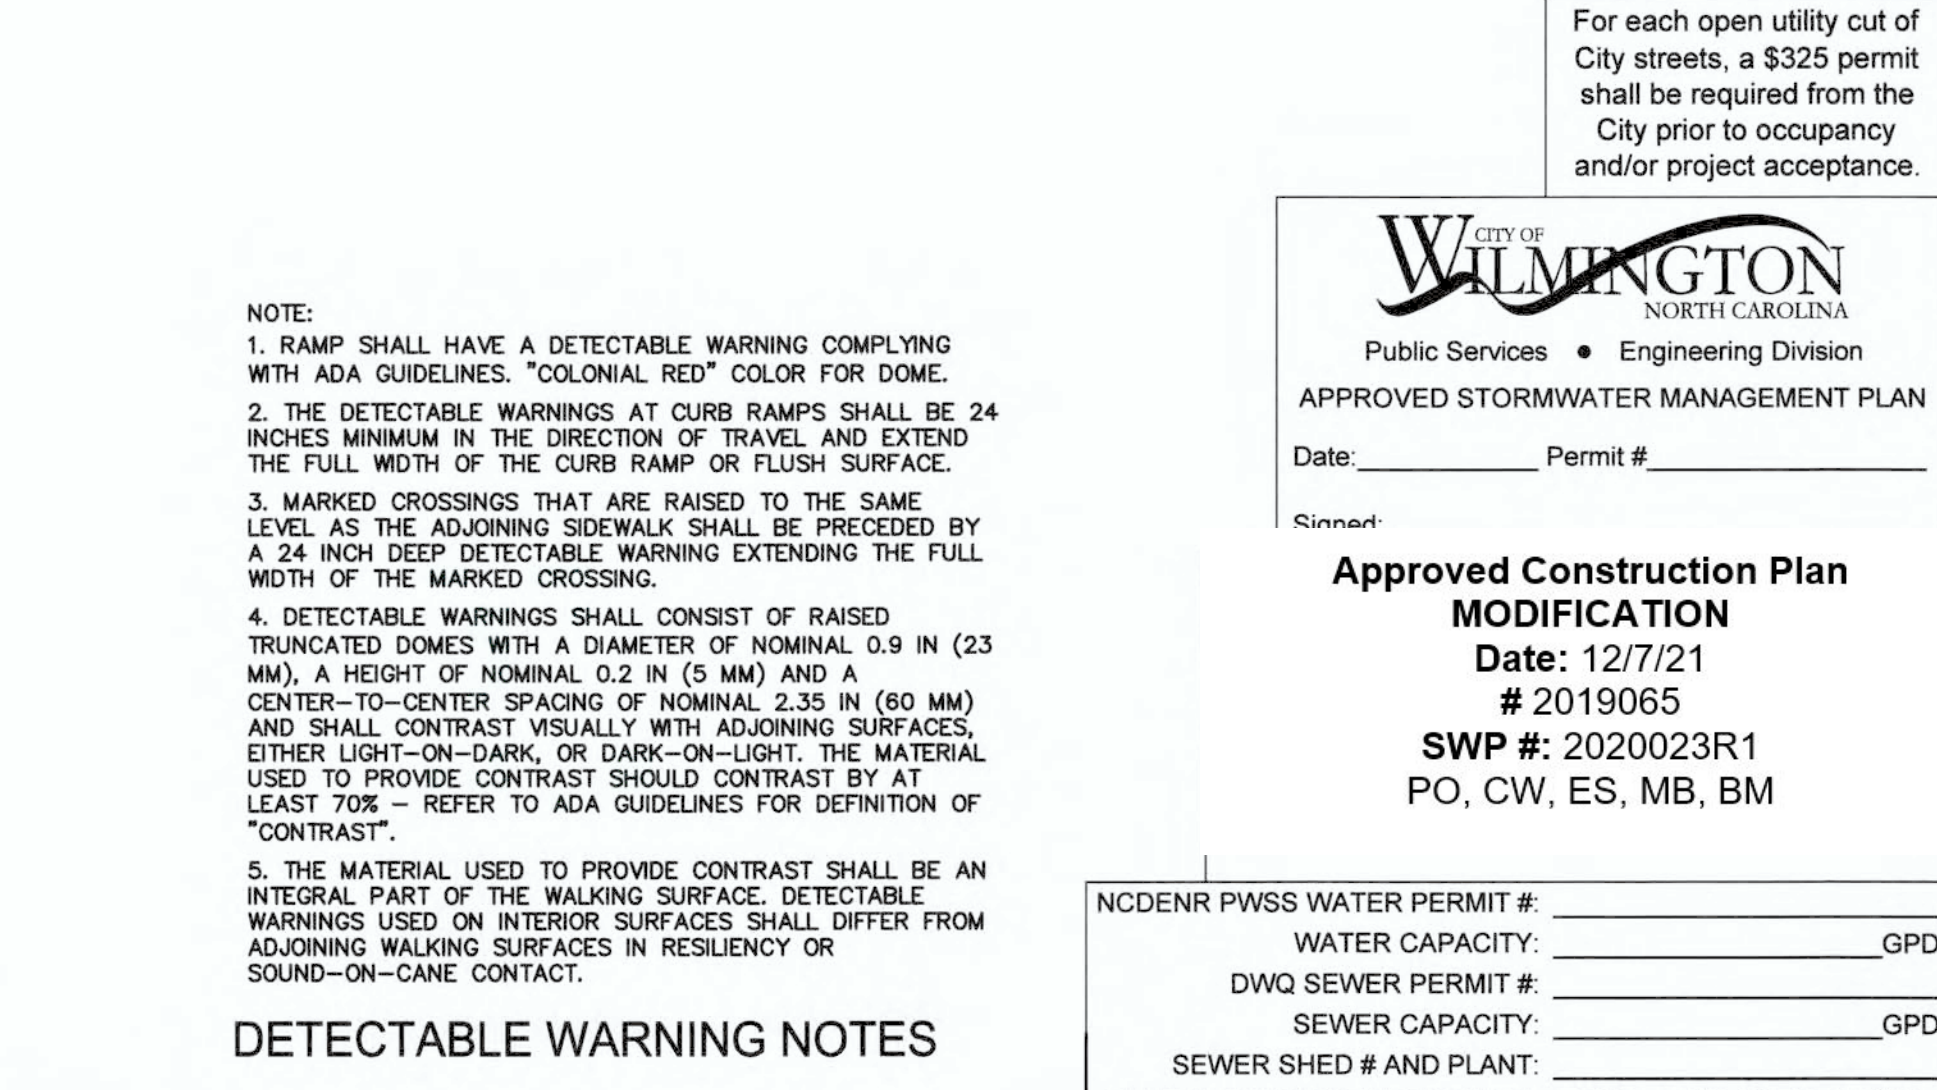 For each open utility cut of
City streets, a $325 permit
shall be required from the
City prior to occupancy
and/or project acceptance.
CITY OF
WILMINGTON
NORTH CAROLINA
Public Services ● Engineering Division
APPROVED STORMWATER MANAGEMENT PLAN
Date:__________ Permit #________________
Signed:
NOTE:
1. RAMP SHALL HAVE A DETECTABLE WARNING COMPLYING
WITH ADA GUIDELINES. "COLONIAL RED" COLOR FOR DOME.
2. THE DETECTABLE WARNINGS AT CURB RAMPS SHALL BE 24
INCHES MINIMUM IN THE DIRECTION OF TRAVEL AND EXTEND
THE FULL WIDTH OF THE CURB RAMP OR FLUSH SURFACE.
3. MARKED CROSSINGS THAT ARE RAISED TO THE SAME
LEVEL AS THE ADJOINING SIDEWALK SHALL BE PRECEDED BY
A 24 INCH DEEP DETECTABLE WARNING EXTENDING THE FULL
WIDTH OF THE MARKED CROSSING.
4. DETECTABLE WARNINGS SHALL CONSIST OF RAISED
TRUNCATED DOMES WITH A DIAMETER OF NOMINAL 0.9 IN (23
MM), A HEIGHT OF NOMINAL 0.2 IN (5 MM) AND A
CENTER-TO-CENTER SPACING OF NOMINAL 2.35 IN (60 MM)
AND SHALL CONTRAST VISUALLY WITH ADJOINING SURFACES,
EITHER LIGHT-ON-DARK, OR DARK-ON-LIGHT. THE MATERIAL
USED TO PROVIDE CONTRAST SHOULD CONTRAST BY AT
LEAST 70% - REFER TO ADA GUIDELINES FOR DEFINITION OF
"CONTRAST".
5. THE MATERIAL USED TO PROVIDE CONTRAST SHALL BE AN
INTEGRAL PART OF THE WALKING SURFACE. DETECTABLE
WARNINGS USED ON INTERIOR SURFACES SHALL DIFFER FROM
ADJOINING WALKING SURFACES IN RESILIENCY OR
SOUND-ON-CANE CONTACT.
DETECTABLE WARNING NOTES
Approved Construction Plan
MODIFICATION
Date: 12/7/21
# 2019065
SWP #: 2020023R1
PO, CW, ES, MB, BM
NCDENR PWSS WATER PERMIT #:
WATER CAPACITY: __________________GPD
DWQ SEWER PERMIT #:
SEWER CAPACITY: __________________GPD
SEWER SHED # AND PLANT: